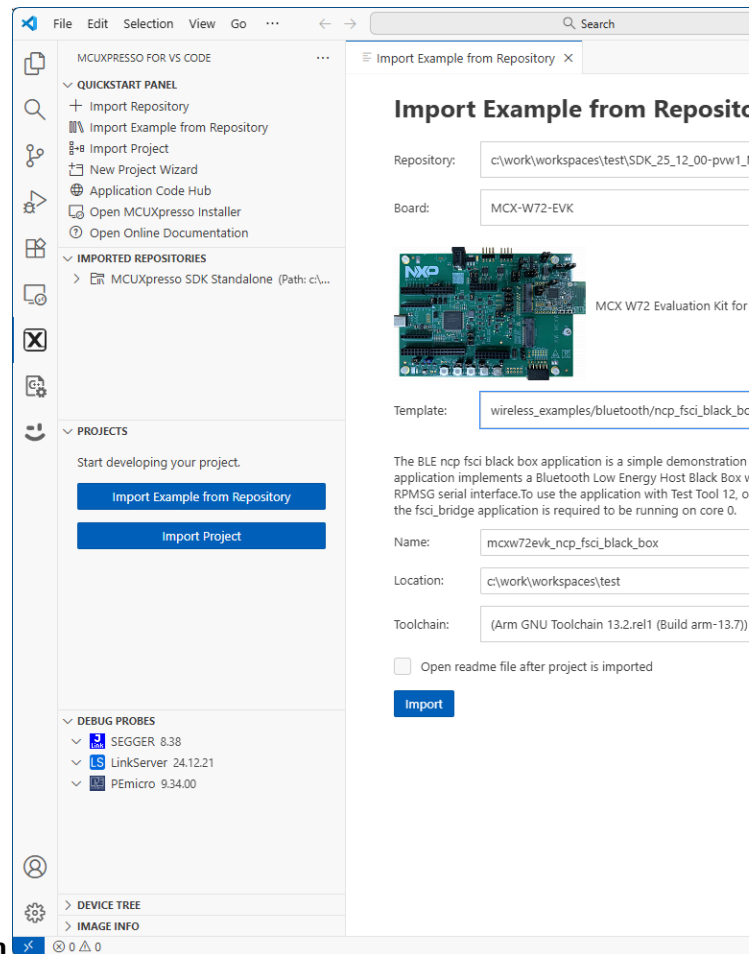 File Edit Selection View Go ··· Search
MCUXPRESSO FOR VS CODE ···
QUICKSTART PANEL
Import Repository
Import Example from Repository
Import Project
New Project Wizard
Application Code Hub
Open MCUXpresso Installer
Open Online Documentation
IMPORTED REPOSITORIES
MCUXpresso SDK Standalone (Path: c:\...
PROJECTS
Start developing your project.
Import Example from Repository
Import Project
DEBUG PROBES
J-Link SEGGER 8.38
LS LinkServer 24.12.21
PEmicro 9.34.00
DEVICE TREE
IMAGE INFO
0 0
Import Example from Repository
Import Example from Reposito
Repository: c:\work\workspaces\test\SDK_25_12_00-pvw1_
Board: MCX-W72-EVK
NXP
MCX W72 Evaluation Kit for
Template: wireless_examples/bluetooth/ncp_fsci_black_bo
The BLE ncp fsci black box application is a simple demonstration
application implements a Bluetooth Low Energy Host Black Box w
RPMSG serial interface.To use the application with Test Tool 12, o
the fsci_bridge application is required to be running on core 0.
Name: mcxw72evk_ncp_fsci_black_box
Location: c:\work\workspaces\test
Toolchain: (Arm GNU Toolchain 13.2.rel1 (Build arm-13.7))
Open readme file after project is imported
Import